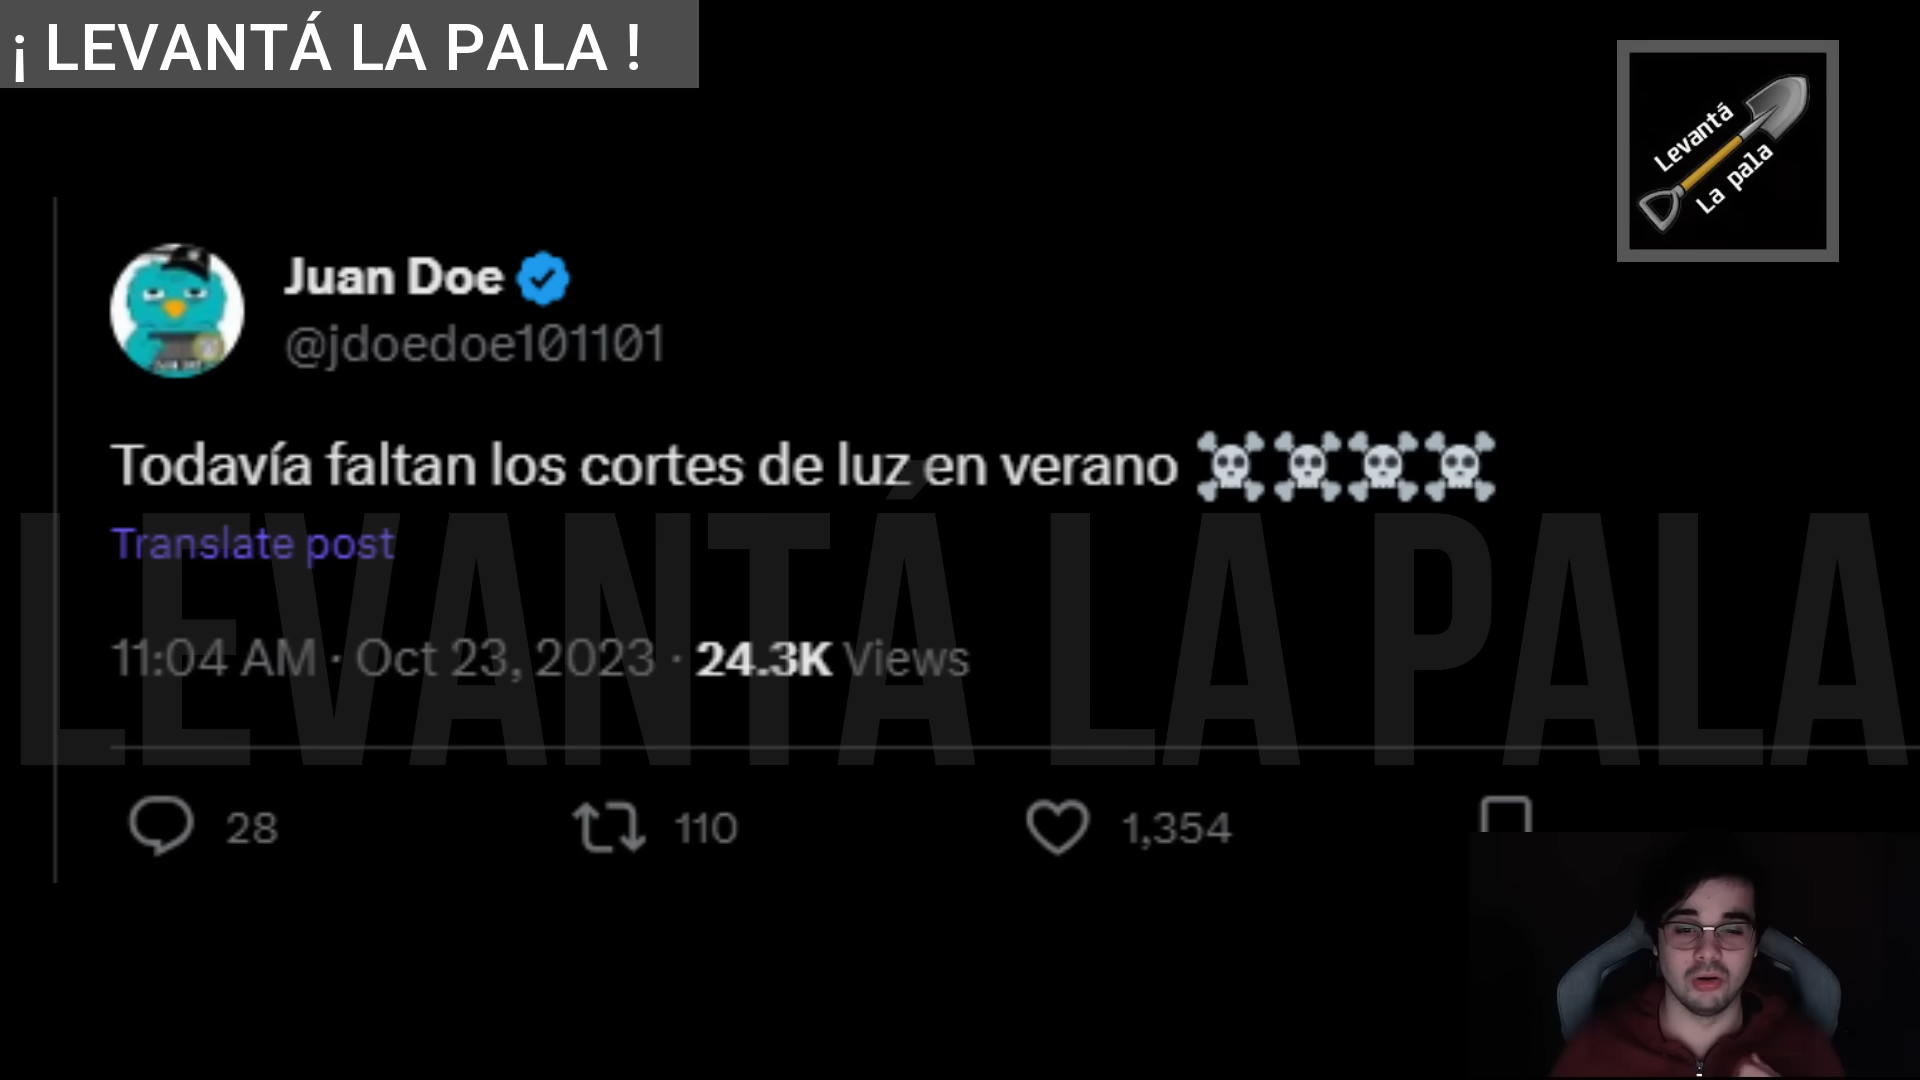 ¡ LEVANTÁ LA PALA !
Levantá
La pala
Juan Doe
@jdoedoe101101
Todavía faltan los cortes de luz en verano ☠️☠️☠️☠️
Translate post
11:04 AM · Oct 23, 2023 · 24.3K Views
LEVANTÁ LA PALA
28 110 1,354